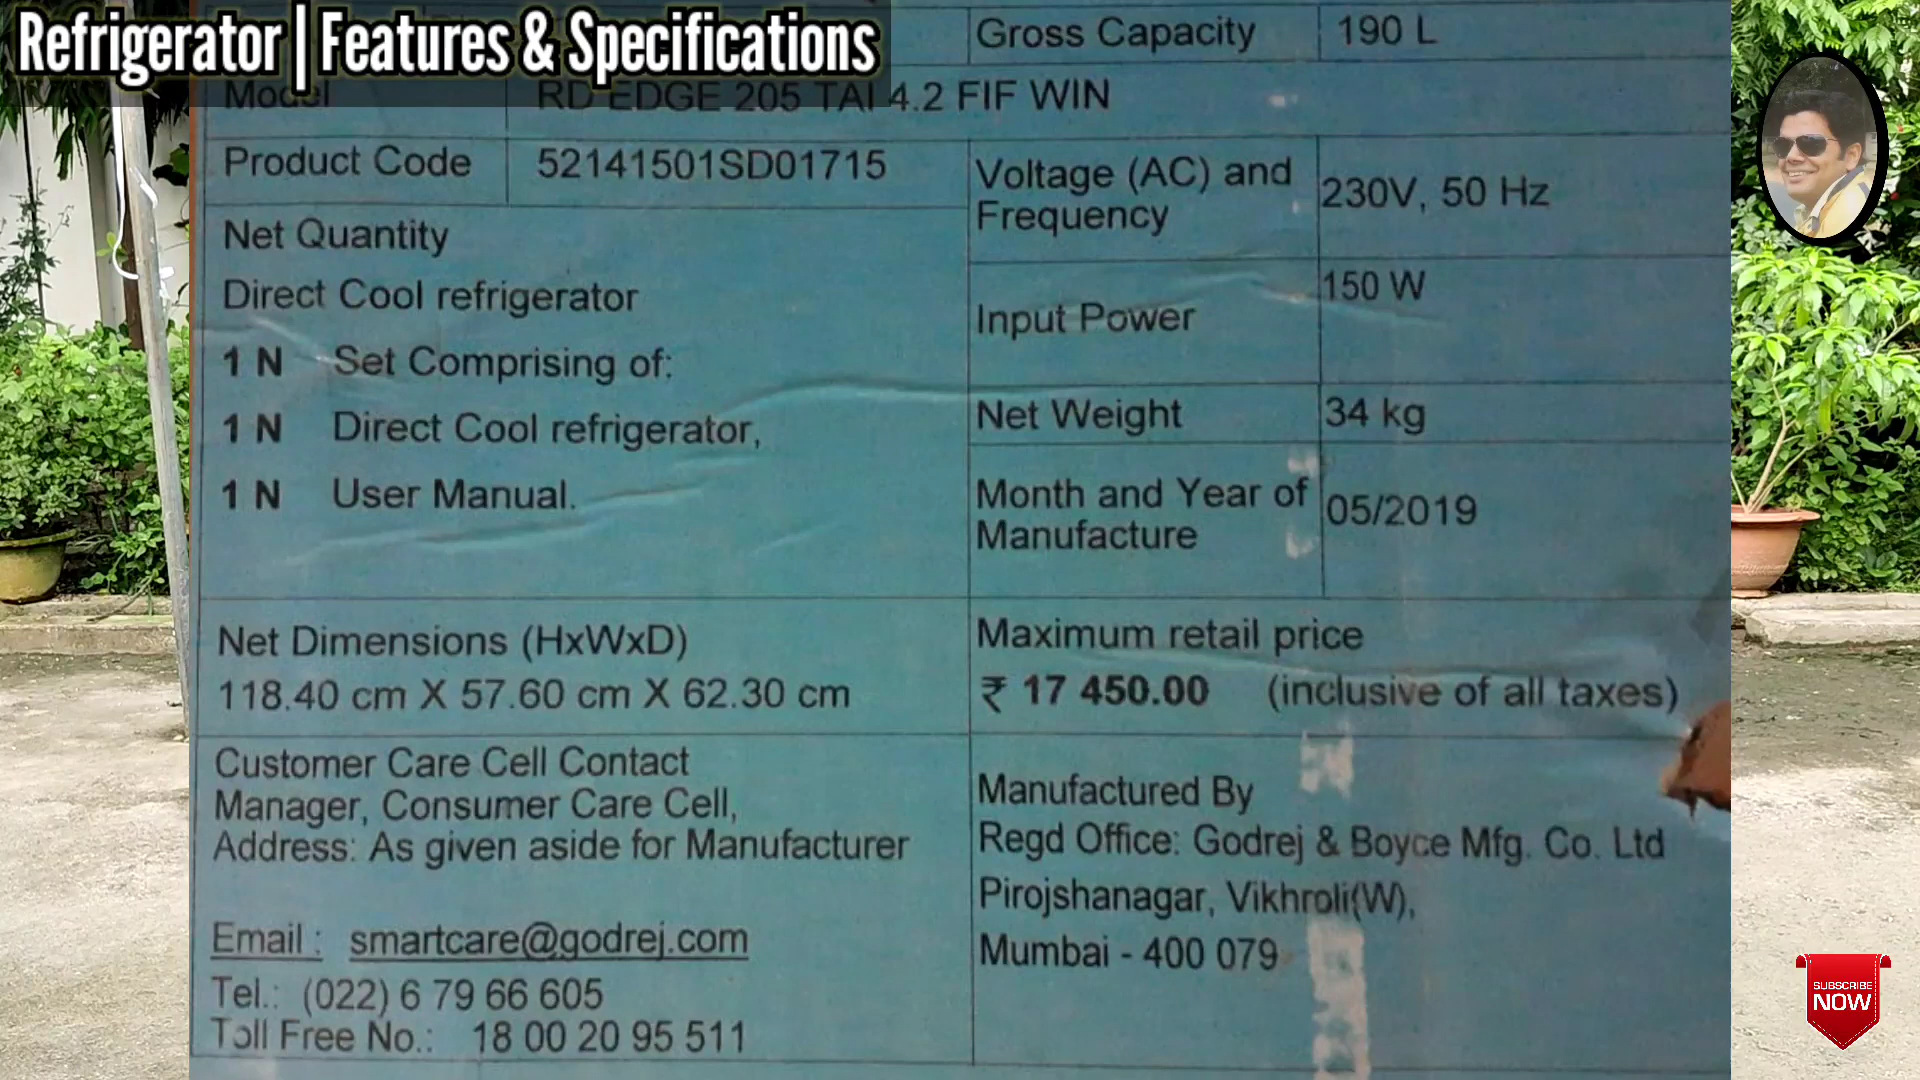 Refrigerator | Features & Specifications
Gross Capacity 190 L
Model RD EDGE 205 TAI 4.2 FIF WIN
Product Code 52141501SD01715
Voltage (AC) and
Frequency
230V, 50 Hz
Net Quantity
Direct Cool refrigerator
1 N Set Comprising of:
1 N Direct Cool refrigerator,
1 N User Manual.
Input Power 150 W
Net Weight 34 kg
Month and Year of
Manufacture
05/2019
Net Dimensions (HxWxD)
118.40 cm X 57.60 cm X 62.30 cm
Maximum retail price
₹ 17 450.00 (inclusive of all taxes)
Customer Care Cell Contact
Manager, Consumer Care Cell,
Address: As given aside for Manufacturer
Email : smartcare@godrej.com
Tel.: (022) 6 79 66 605
Toll Free No.: 18 00 20 95 511
Manufactured By
Regd Office: Godrej & Boyce Mfg. Co. Ltd
Pirojshanagar, Vikhroli(W),
Mumbai - 400 079
SUBSCRIBE
NOW